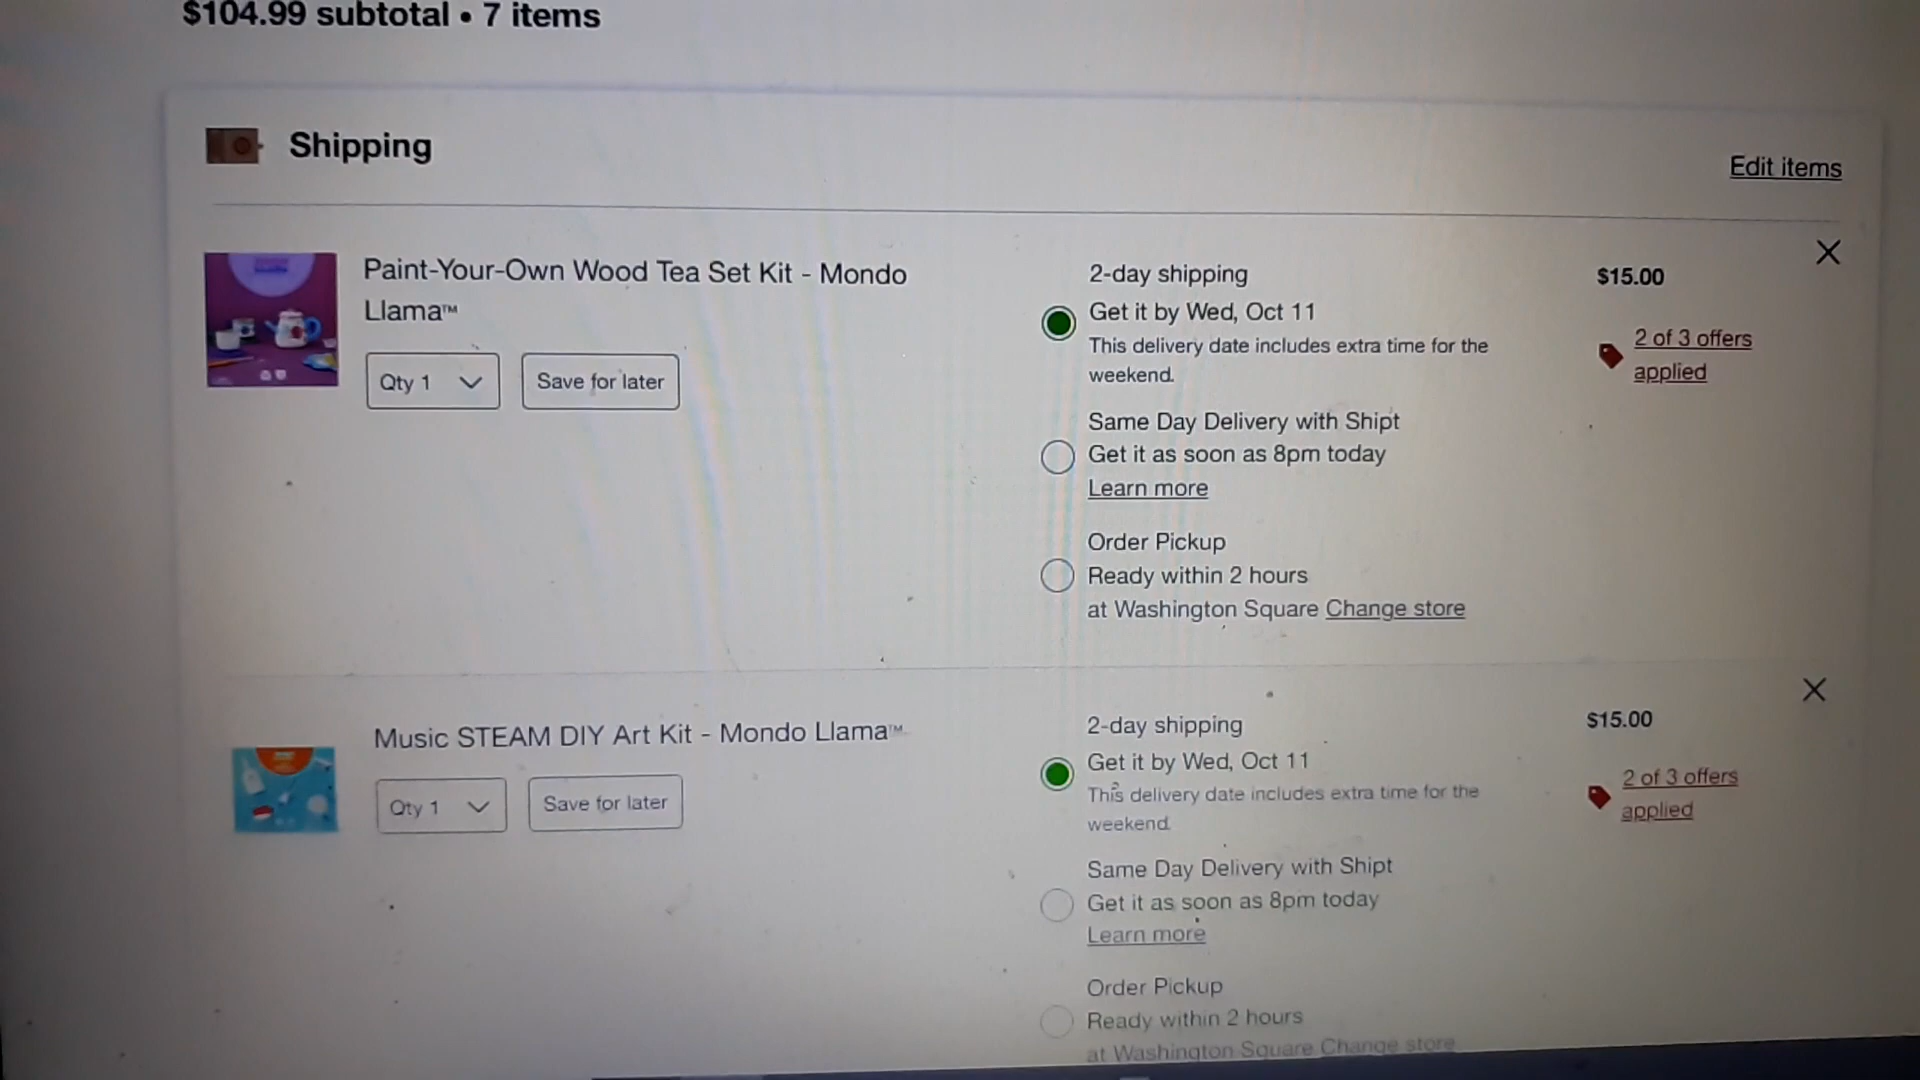 $104.99 subtotal • 7 items
Shipping
Edit items
Paint-Your-Own Wood Tea Set Kit - Mondo
Llama™
Qty 1
Save for later
2-day shipping
Get it by Wed, Oct 11
This delivery date includes extra time for the
weekend.
Same Day Delivery with Shipt
Get it as soon as 8pm today
Learn more
Order Pickup
Ready within 2 hours
at Washington Square Change store
$15.00
2 of 3 offers
applied
Music STEAM DIY Art Kit - Mondo Llama™
Qty 1
Save for later
2-day shipping
Get it by Wed, Oct 11
This delivery date includes extra time for the
weekend.
Same Day Delivery with Shipt
Get it as soon as 8pm today
Learn more
Order Pickup
Ready within 2 hours
at Washington Square Change store
$15.00
2 of 3 offers
applied